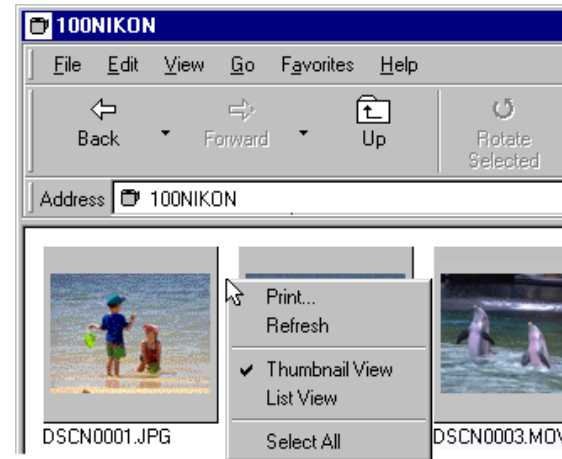 100NIKON
File Edit View Go Favorites Help
Back Forward Up Rotate
Selected
Address 100NIKON
Print...
Refresh
Thumbnail View
List View
Select All
DSCN0001.JPG DSCN0003.MOV